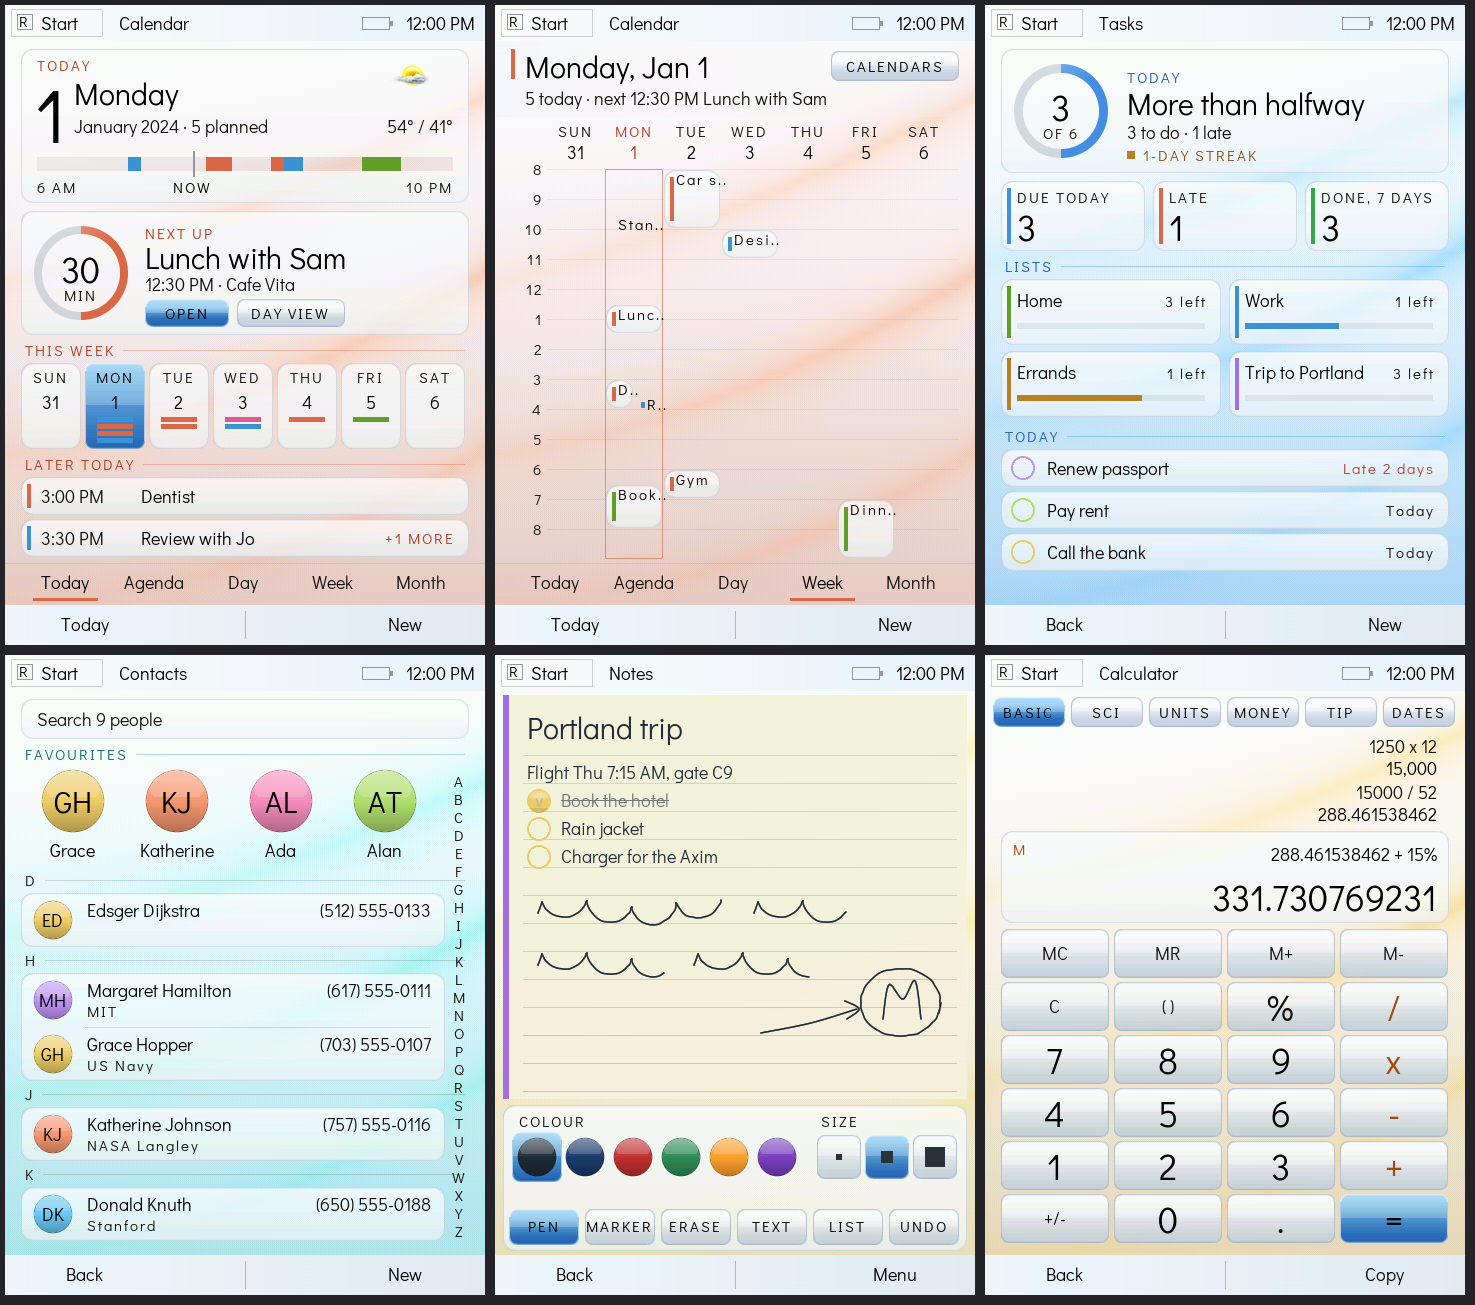 R Start Calendar 12:00 PM
TODAY
1 Monday
January 2024 · 5 planned 54° / 41°
6 AM NOW 10 PM
30 MIN
NEXT UP
Lunch with Sam
12:30 PM · Cafe Vita
OPEN DAY VIEW
THIS WEEK
SUN MON TUE WED THU FRI SAT
31 1 2 3 4 5 6
LATER TODAY
3:00 PM Dentist
3:30 PM Review with Jo +1 MORE
Today Agenda Day Week Month
Today New
R Start Calendar 12:00 PM
Monday, Jan 1 CALENDARS
5 today · next 12:30 PM Lunch with Sam
SUN MON TUE WED THU FRI SAT
31 1 2 3 4 5 6
8 Car s..
9
Stan..
10 Desi..
11
12
1 Lunc..
2
3 D..
4 R..
5
6 Gym
7 Book.. Dinn..
8
Today Agenda Day Week Month
Today New
R Start Tasks 12:00 PM
3 OF 6
TODAY
More than halfway
3 to do · 1 late
1-DAY STREAK
DUE TODAY LATE DONE, 7 DAYS
3 1 3
LISTS
Home 3 left Work 1 left
Errands 1 left Trip to Portland 3 left
TODAY
Renew passport Late 2 days
Pay rent Today
Call the bank Today
Back New
R Start Contacts 12:00 PM
Search 9 people
FAVOURITES
GH KJ AL AT
Grace Katherine Ada Alan
D
ED Edsger Dijkstra (512) 555-0133
H
MH Margaret Hamilton (617) 555-0111
MIT
GH Grace Hopper (703) 555-0107
US Navy
J
KJ Katherine Johnson (757) 555-0116
NASA Langley
K
DK Donald Knuth (650) 555-0188
Stanford
A
B
C
D
E
F
G
H
I
J
K
L
M
N
O
P
Q
R
S
T
U
V
W
X
Y
Z
Back New
R Start Notes 12:00 PM
Portland trip
Flight Thu 7:15 AM, gate C9
v Book the hotel
Rain jacket
Charger for the Axim
M
COLOUR SIZE
PEN MARKER ERASE TEXT LIST UNDO
Back Menu
R Start Calculator 12:00 PM
BASIC SCI UNITS MONEY TIP DATES
1250 x 12
15,000
15000 / 52
288.461538462
M 288.461538462 + 15%
331.730769231
MC MR M+ M-
C ( ) % /
7 8 9 x
4 5 6 -
1 2 3 +
+/- 0 . =
Back Copy